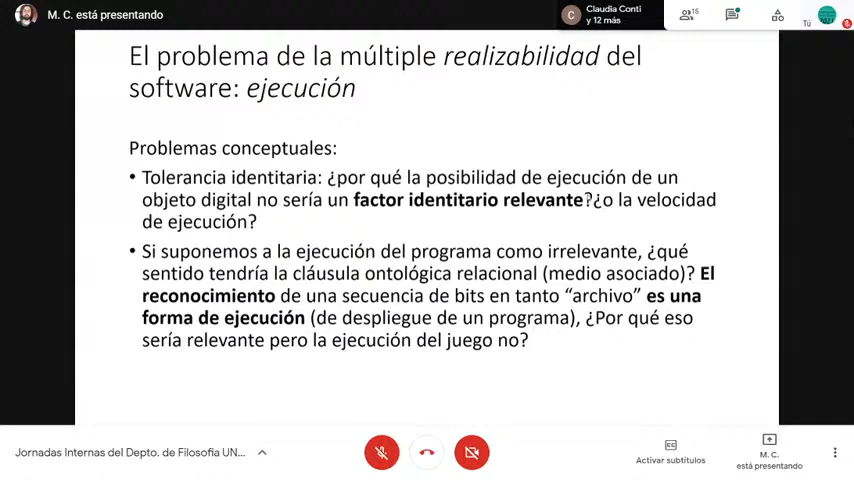 M. C. está presentando
C
Claudia Conti
y 12 más
15
Tú
2021
El problema de la múltiple realizabilidad del
software: ejecución
Problemas conceptuales:
• Tolerancia identitaria: ¿por qué la posibilidad de ejecución de un
objeto digital no sería un factor identitario relevante?¿o la velocidad
de ejecución?
• Si suponemos a la ejecución del programa como irrelevante, ¿qué
sentido tendría la cláusula ontológica relacional (medio asociado)? El
reconocimiento de una secuencia de bits en tanto “archivo” es una
forma de ejecución (de despliegue de un programa), ¿Por qué eso
sería relevante pero la ejecución del juego no?
Jornadas Internas del Depto. de Filosofia UN...
Activar subtítulos
M. C.
está presentando